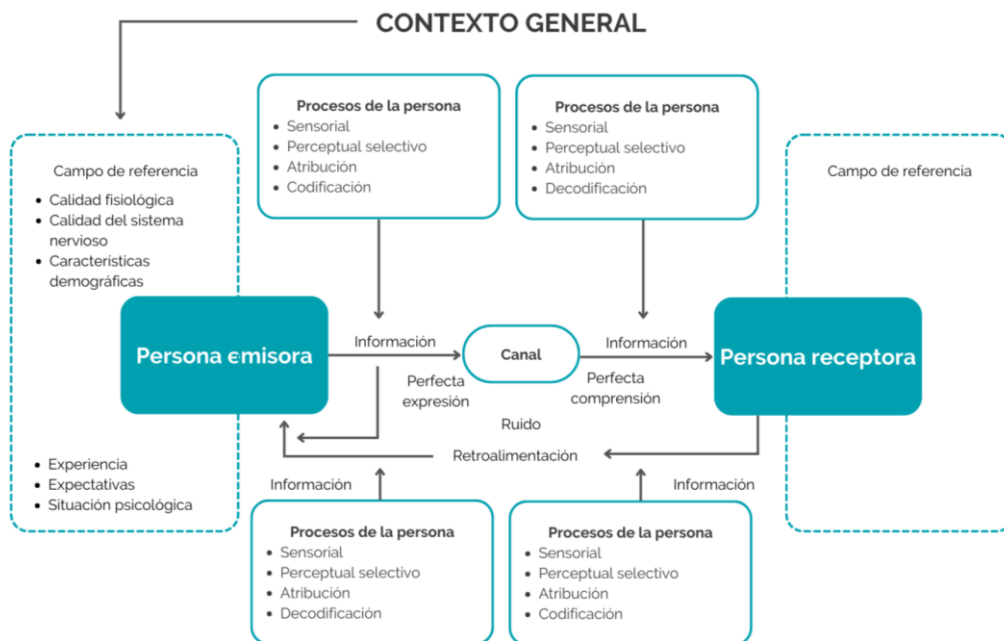 CONTEXTO GENERAL
Procesos de la persona
Sensorial
Perceptual selectivo
Atribución
Codificación
Procesos de la persona
Sensorial
Perceptual selectivo
Atribución
Decodificación
Campo de referencia
Calidad fisiológica
Calidad del sistema
nervioso
Características
demográficas
Campo de referencia
Persona emisora
Información
Perfecta
expresión
Canal
Información
Perfecta
comprensión
Persona receptora
Ruido
Retroalimentación
Experiencia
Expectativas
Situación psicológica
Información
Información
Procesos de la persona
Sensorial
Perceptual selectivo
Atribución
Decodificación
Procesos de la persona
Sensorial
Perceptual selectivo
Atribución
Codificación